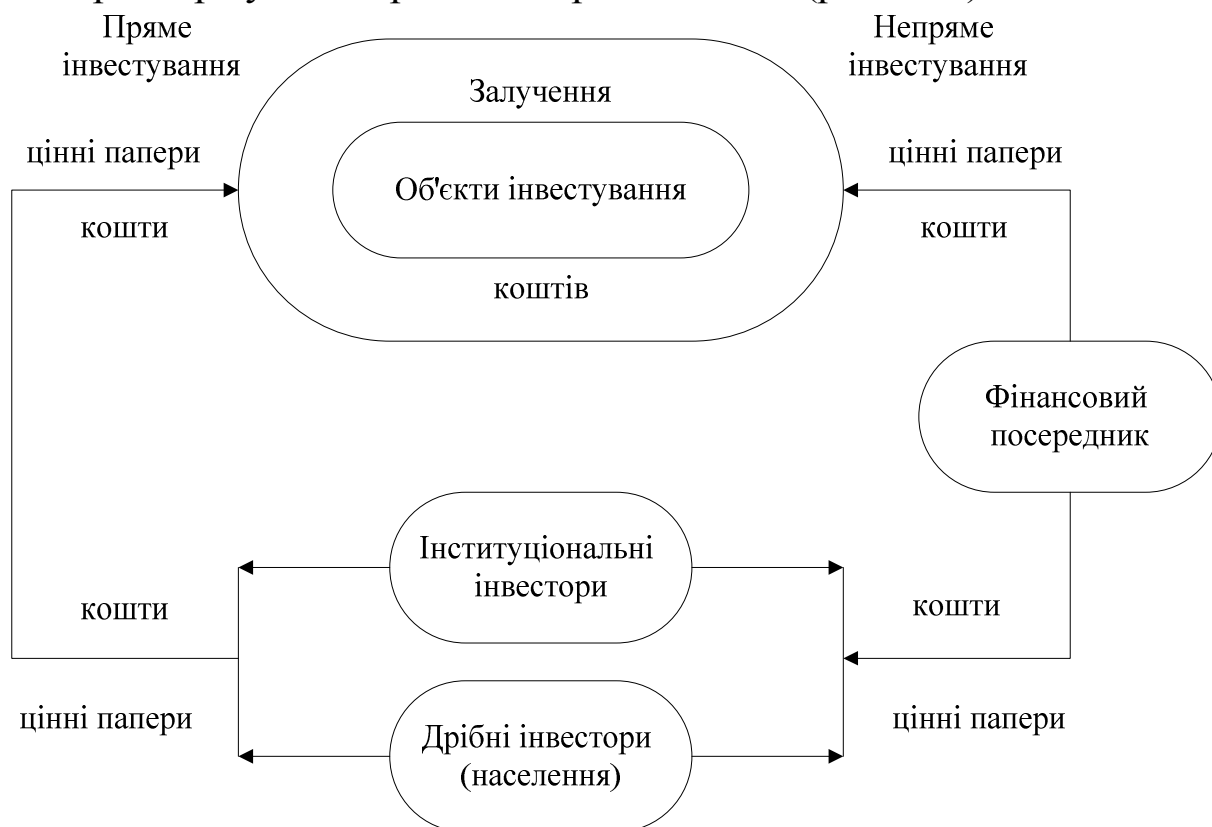 Пряме
інвестування
Непряме
інвестування
Залучення
цінні папери
цінні папери
Об'єкти інвестування
кошти
кошти
коштів
Фінансовий
посередник
Інституціональні
інвестори
кошти
кошти
цінні папери
цінні папери
Дрібні інвестори
(населення)